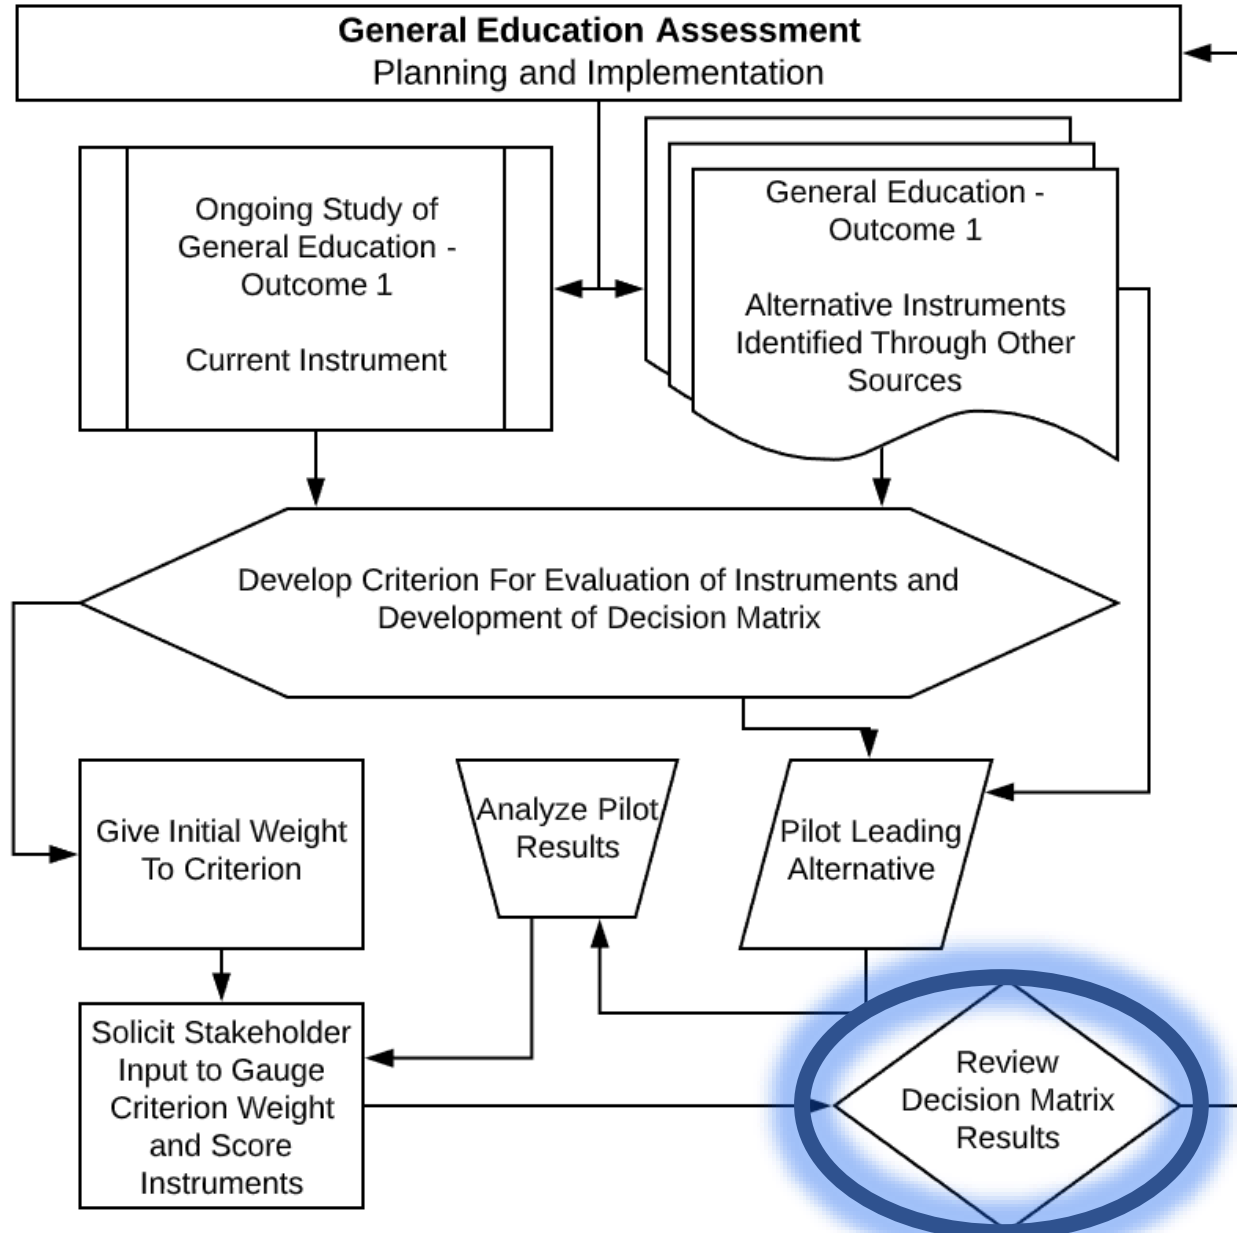 General Education Assessment
Planning and Implementation
Ongoing Study of
General Education -
Outcome 1
Current Instrument
General Education -
Outcome 1
Alternative Instruments
Identified Through Other
Sources
Develop Criterion For Evaluation of Instruments and
Development of Decision Matrix
Give Initial Weight
To Criterion
Analyze Pilot
Results
Pilot Leading
Alternative
Solicit Stakeholder
Input to Gauge
Criterion Weight
and Score
Instruments
Review
Decision Matrix
Results